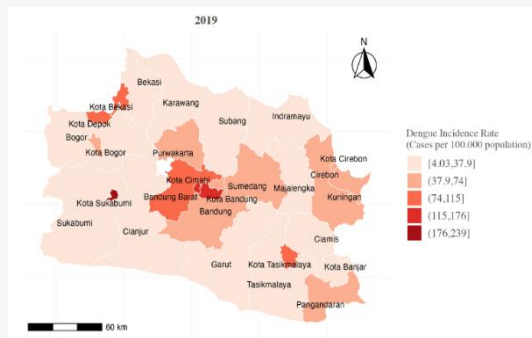 2019
N
Bekasi
Kota Bekasi
Karawang
Kota Depok
Subang
Indramayu
Bogor
Kota Bogor
Purwakarta
Kota Cirebon
Kota Cimahi
Cirebon
Sumedang
Majalengka
Kota Sukabumi
Bandung Barat
Kota Bandung
Kuningan
Bandung
Sukabumi
Cianjur
Ciamis
Garut
Kota Tasikmalaya
Kota Banjar
Tasikmalaya
Pangandaran
60 km
Dengue Incidence Rate
(Cases per 100.000 population)
[4.03,37.9]
(37.9,74]
(74,115]
(115,176]
(176,239]